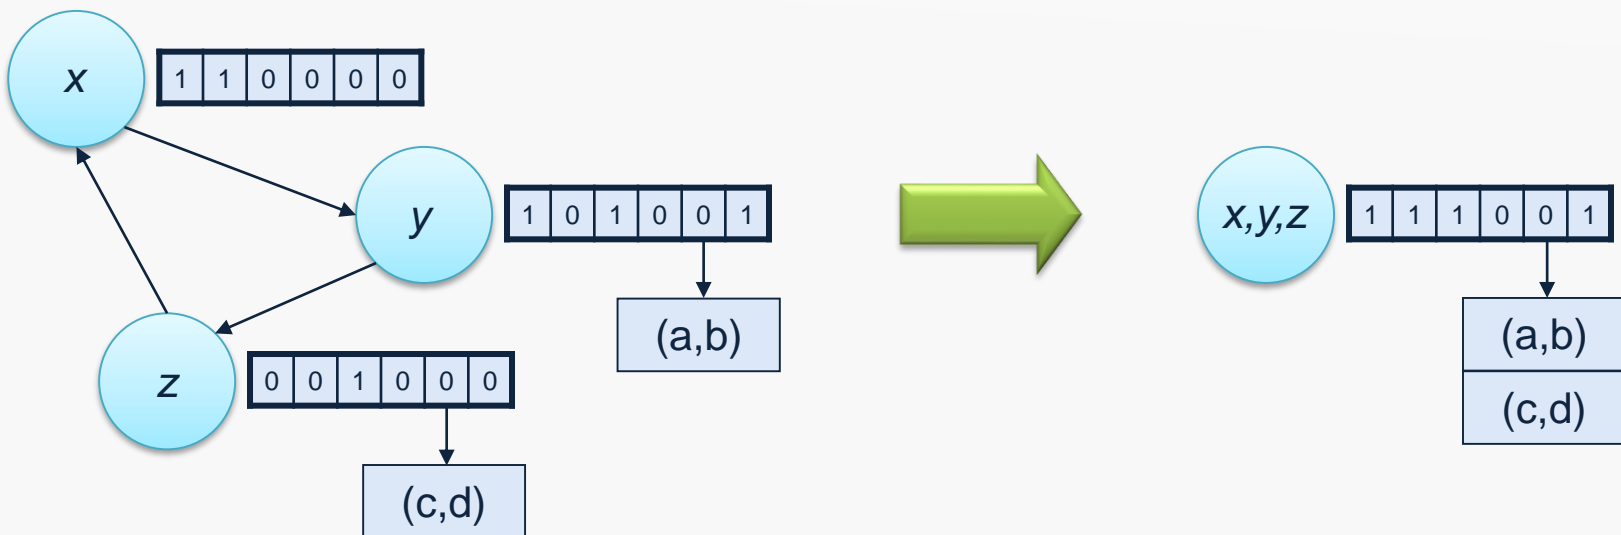 x
1 1 0 0 0 0
y
1 0 1 0 0 1
(a,b)
z
0 0 1 0 0 0
(c,d)
x,y,z
1 1 1 0 0 1
(a,b)
(c,d)